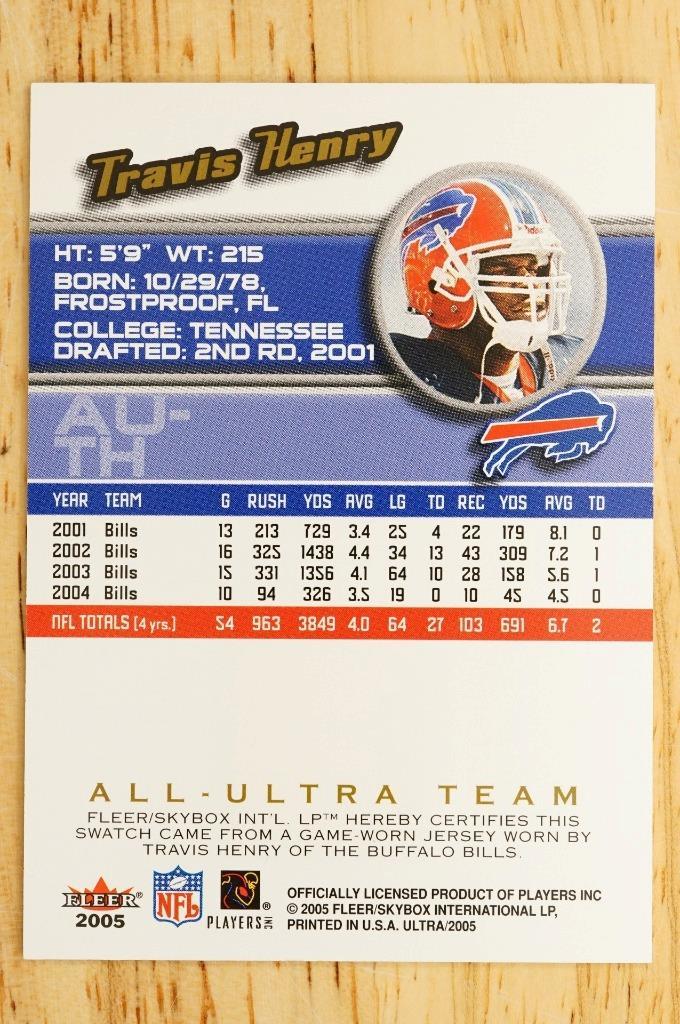 Travis Henry
HT: 5'9" WT: 215
BORN: 10/29/78,
FROSTPROOF, FL
COLLEGE: TENNESSEE
DRAFTED: 2ND RD, 2001
AU-
TH
YEAR TEAM G RUSH YDS AVG LG TD REC YDS AVG TD
2001 Bills 13 213 729 3.4 25 4 22 179 8.1 0
2002 Bills 16 325 1438 4.4 34 13 43 309 7.2 1
2003 Bills 15 331 1356 4.1 64 10 28 158 5.6 1
2004 Bills 10 94 326 3.5 19 0 10 45 4.5 0
NFL TOTALS (4 yrs.) 54 963 3849 4.0 64 27 103 691 6.7 2
ALL-ULTRA TEAM
FLEER/SKYBOX INT'L. LP™ HEREBY CERTIFIES THIS
SWATCH CAME FROM A GAME-WORN JERSEY WORN BY
TRAVIS HENRY OF THE BUFFALO BILLS.
FLEER®
2005
NFL
PLAYERS INC ®
OFFICIALLY LICENSED PRODUCT OF PLAYERS INC
© 2005 FLEER/SKYBOX INTERNATIONAL LP,
PRINTED IN U.S.A. ULTRA/2005